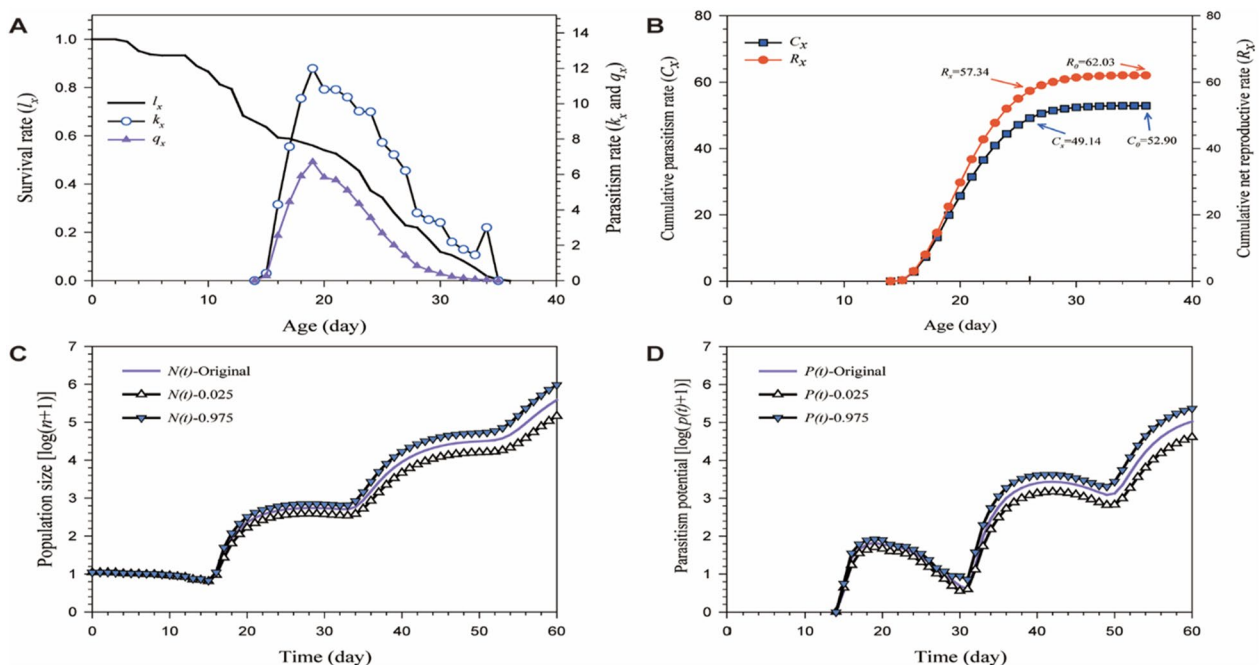 A
Survival rate (lx)
1.0
0.8
0.6
0.4
0.2
0.0
lx
kx
qx
14
12
10
8
6
4
2
0
Parasitism rate (kx and qx)
0 10 20 30 40
Age (day)
B
Cumulative parasitism rate (Cx)
80
60
40
20
0
Cx
Rx
Rx=57.34
R0=62.03
Cx=49.14
C0=52.90
80
60
40
20
0
Cumulative net reproductive rate (Rx)
0 10 20 30 40
Age (day)
C
Population size [log(n+1)]
7
6
5
4
3
2
1
0
N(t)-Original
N(t)-0.025
N(t)-0.975
0 10 20 30 40 50 60
Time (day)
D
Parasitism potential [log(p(t)+1)]
7
6
5
4
3
2
1
0
P(t)-Original
P(t)-0.025
P(t)-0.975
0 10 20 30 40 50 60
Time (day)